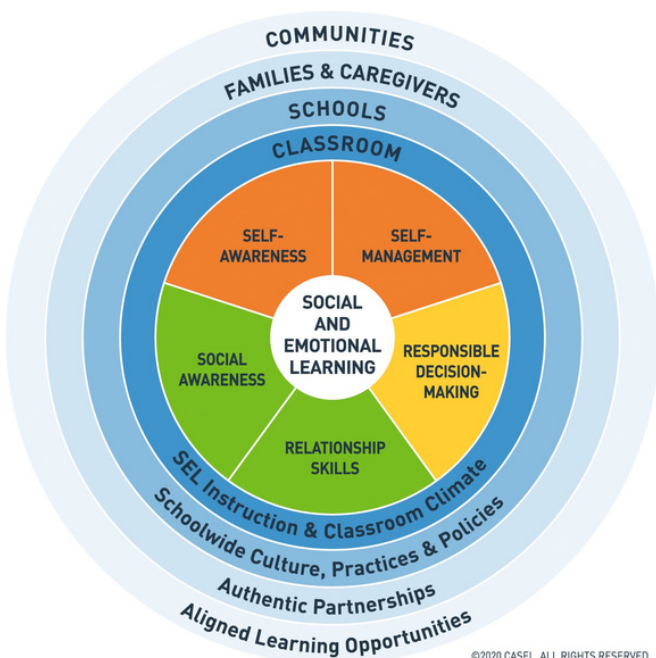 COMMUNITIES
FAMILIES & CAREGIVERS
SCHOOLS
CLASSROOM
SELF-
AWARENESS
SELF-
MANAGEMENT
SOCIAL
AND
EMOTIONAL
LEARNING
SOCIAL
AWARENESS
RESPONSIBLE
DECISION-
MAKING
RELATIONSHIP
SKILLS
SEL Instruction & Classroom Climate
Schoolwide Culture, Practices & Policies
Authentic Partnerships
Aligned Learning Opportunities
©2020 CASEL. ALL RIGHTS RESERVED.